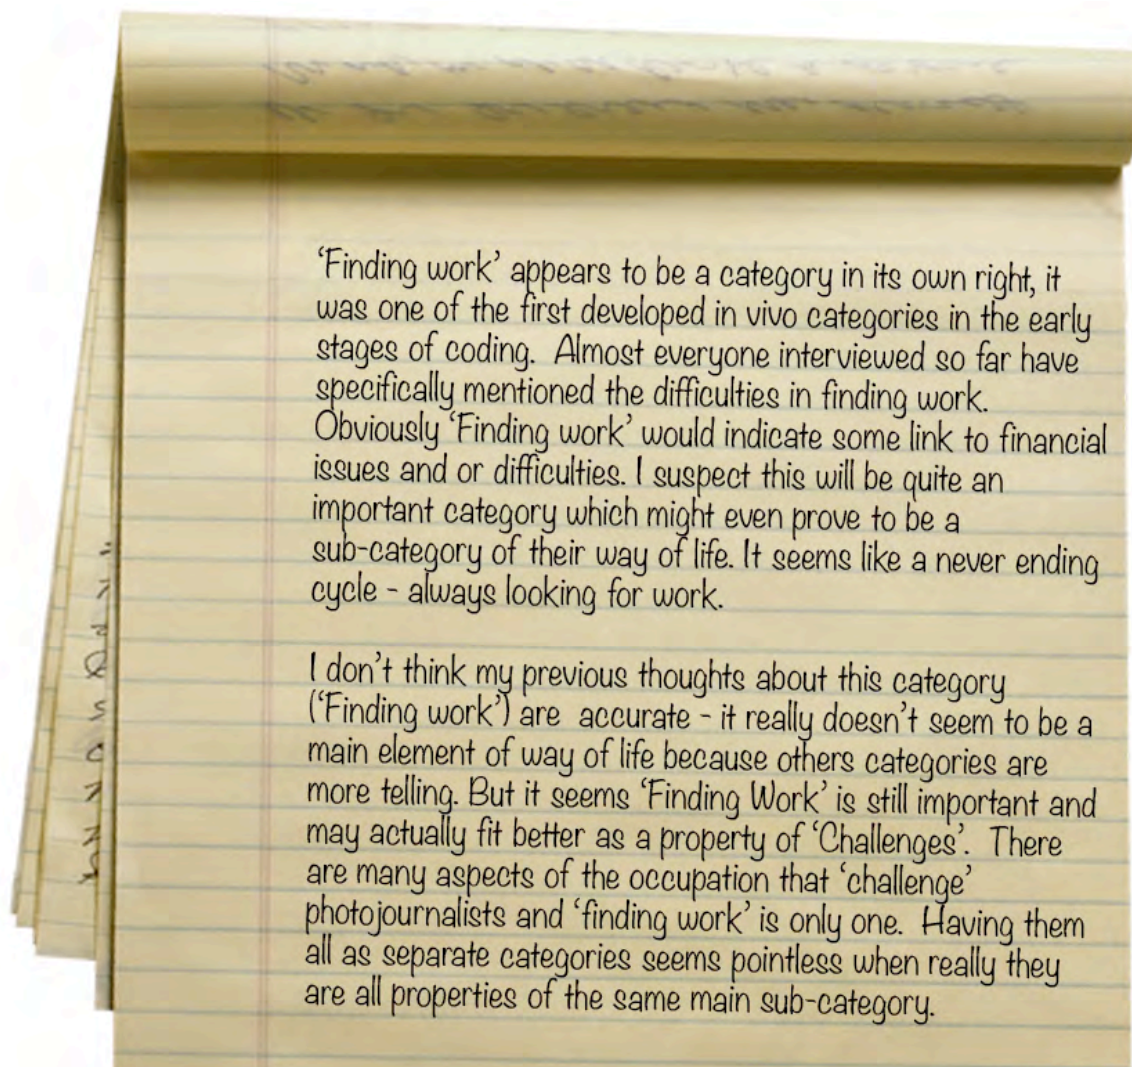 ‘Finding work’ appears to be a category in its own right, it
was one of the first developed in vivo categories in the early
stages of coding.  Almost everyone interviewed so far have
specifically mentioned the difficulties in finding work.
Obviously ‘Finding work’ would indicate some link to financial
issues and or difficulties. I suspect this will be quite an
important category which might even prove to be a
sub-category of their way of life. It seems like a never ending
cycle - always looking for work.
I don’t think my previous thoughts about this category
(‘Finding work’) are  accurate - it really doesn’t seem to be a
main element of way of life because others categories are
more telling. But it seems ‘Finding Work’ is still important and
may actually fit better as a property of ‘Challenges’.  There
are many aspects of the occupation that ‘challenge’
photojournalists and ‘finding work’ is only one.  Having them
all as separate categories seems pointless when really they
are all properties of the same main sub-category.